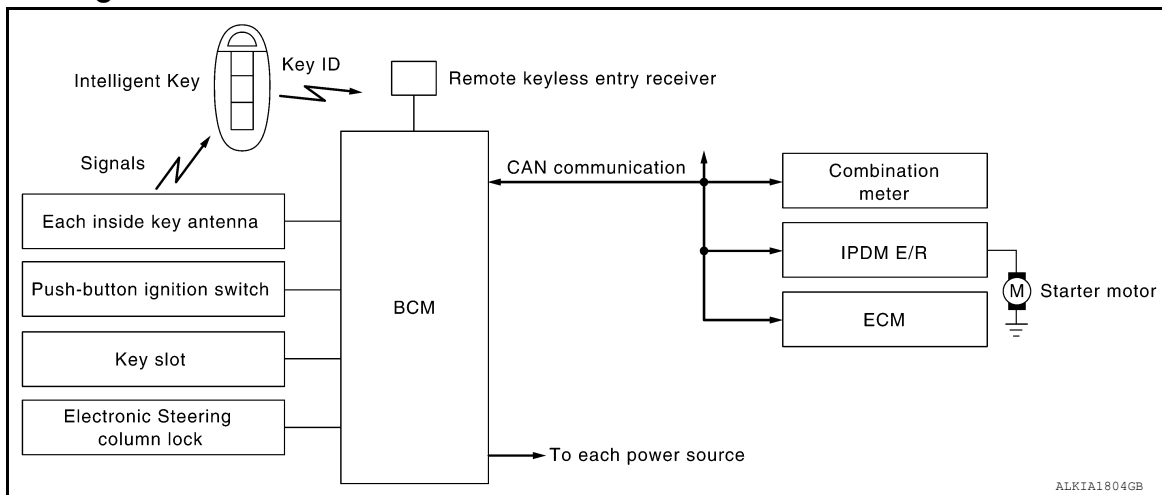 Key ID
Intelligent Key
Remote keyless entry receiver
Signals
CAN communication
Combination
meter
Each inside key antenna
IPDM E/R
Push-button ignition switch
BCM
M
Starter motor
ECM
Key slot
Electronic Steering
column lock
To each power source
ALKIA1804GB